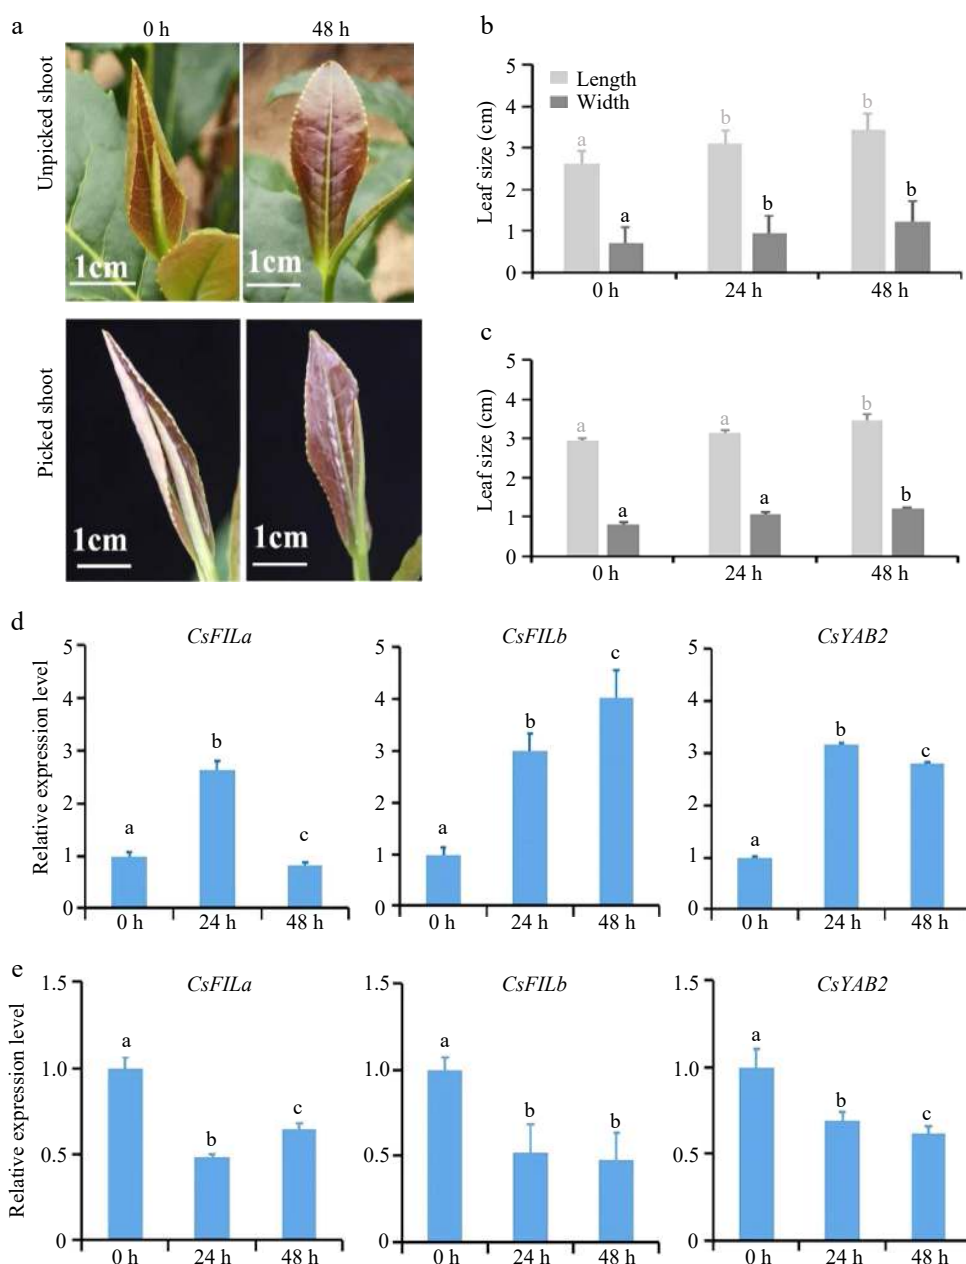 a
0 h
48 h
Unpicked shoot
1cm
1cm
Picked shoot
1cm
1cm
b
5
4
3
2
1
0
Leaf size (cm)
Length
Width
a
a
b
b
b
b
0 h
24 h
48 h
c
5
4
3
2
1
0
Leaf size (cm)
a
a
a
a
b
b
0 h
24 h
48 h
d
Relative expression level
CsFILa
5
4
3
2
1
0
a
b
c
0 h
24 h
48 h
CsFILb
5
4
3
2
1
0
a
b
c
0 h
24 h
48 h
CsYAB2
5
4
3
2
1
0
a
b
c
0 h
24 h
48 h
e
Relative expression level
CsFILa
1.5
1.0
0.5
0
a
b
c
0 h
24 h
48 h
CsFILb
1.5
1.0
0.5
0
a
b
b
0 h
24 h
48 h
CsYAB2
1.5
1.0
0.5
0
a
b
c
0 h
24 h
48 h